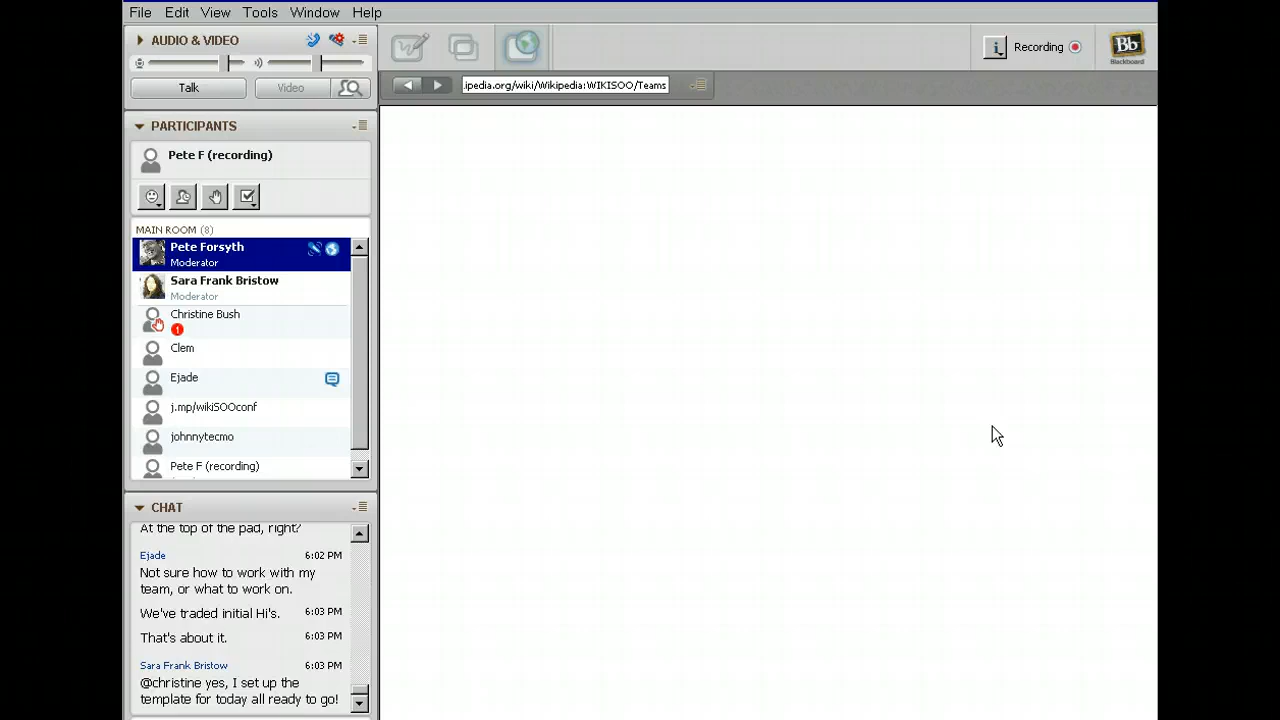 File Edit View Tools Window Help
AUDIO & VIDEO
Talk
Video
PARTICIPANTS
Pete F (recording)
MAIN ROOM (8)
Pete Forsyth
Moderator
Sara Frank Bristow
Moderator
Christine Bush
1
Clem
Ejade
j.mp/wikiSOOconf
johnnytecmo
Pete F (recording)
CHAT
At the top of the pad, right?
Ejade 6:02 PM
Not sure how to work with my
team, or what to work on.
We've traded initial Hi's. 6:03 PM
That's about it. 6:03 PM
Sara Frank Bristow 6:03 PM
@christine yes, I set up the
template for today all ready to go!
.ipedia.org/wiki/Wikipedia:WIKISOO/Teams
i Recording
Bb
Blackboard